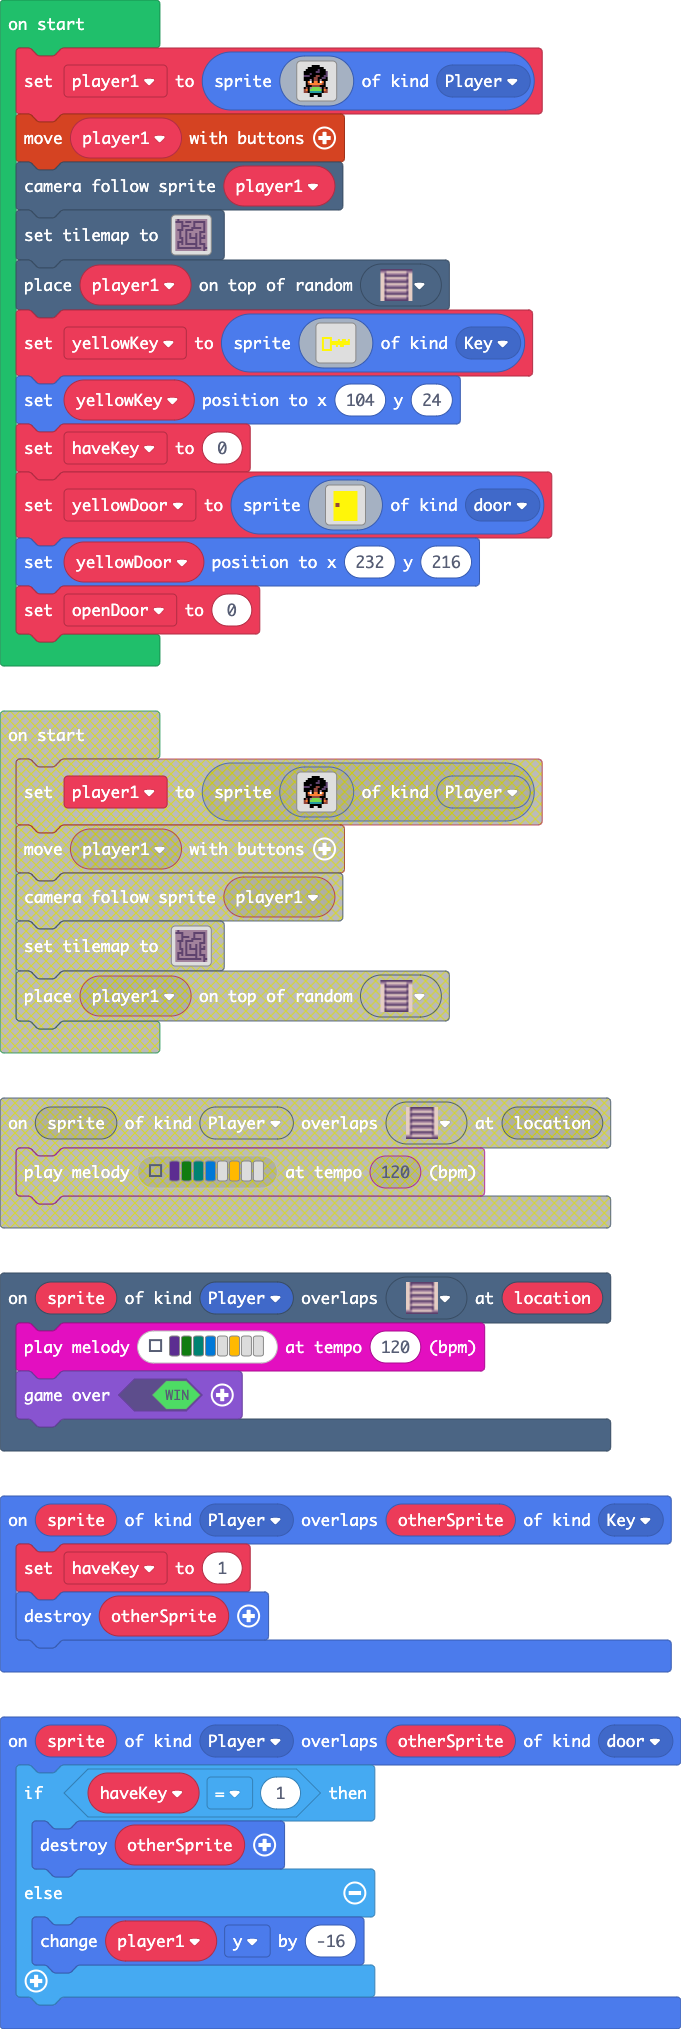 on start
set player1 to sprite of kind Player
move player1 with buttons
camera follow sprite player1
set tilemap to
place player1 on top of random
set yellowKey to sprite of kind Key
set yellowKey position to x 104 y 24
set haveKey to 0
set yellowDoor to sprite of kind door
set yellowDoor position to x 232 y 216
set openDoor to 0
on start
set player1 to sprite of kind Player
move player1 with buttons
camera follow sprite player1
set tilemap to
place player1 on top of random
on sprite of kind Player overlaps at location
play melody at tempo 120 (bpm)
on sprite of kind Player overlaps at location
play melody at tempo 120 (bpm)
game over WIN
on sprite of kind Player overlaps otherSprite of kind Key
set haveKey to 1
destroy otherSprite
on sprite of kind Player overlaps otherSprite of kind door
if haveKey = 1 then
destroy otherSprite
else
change player1 y by -16